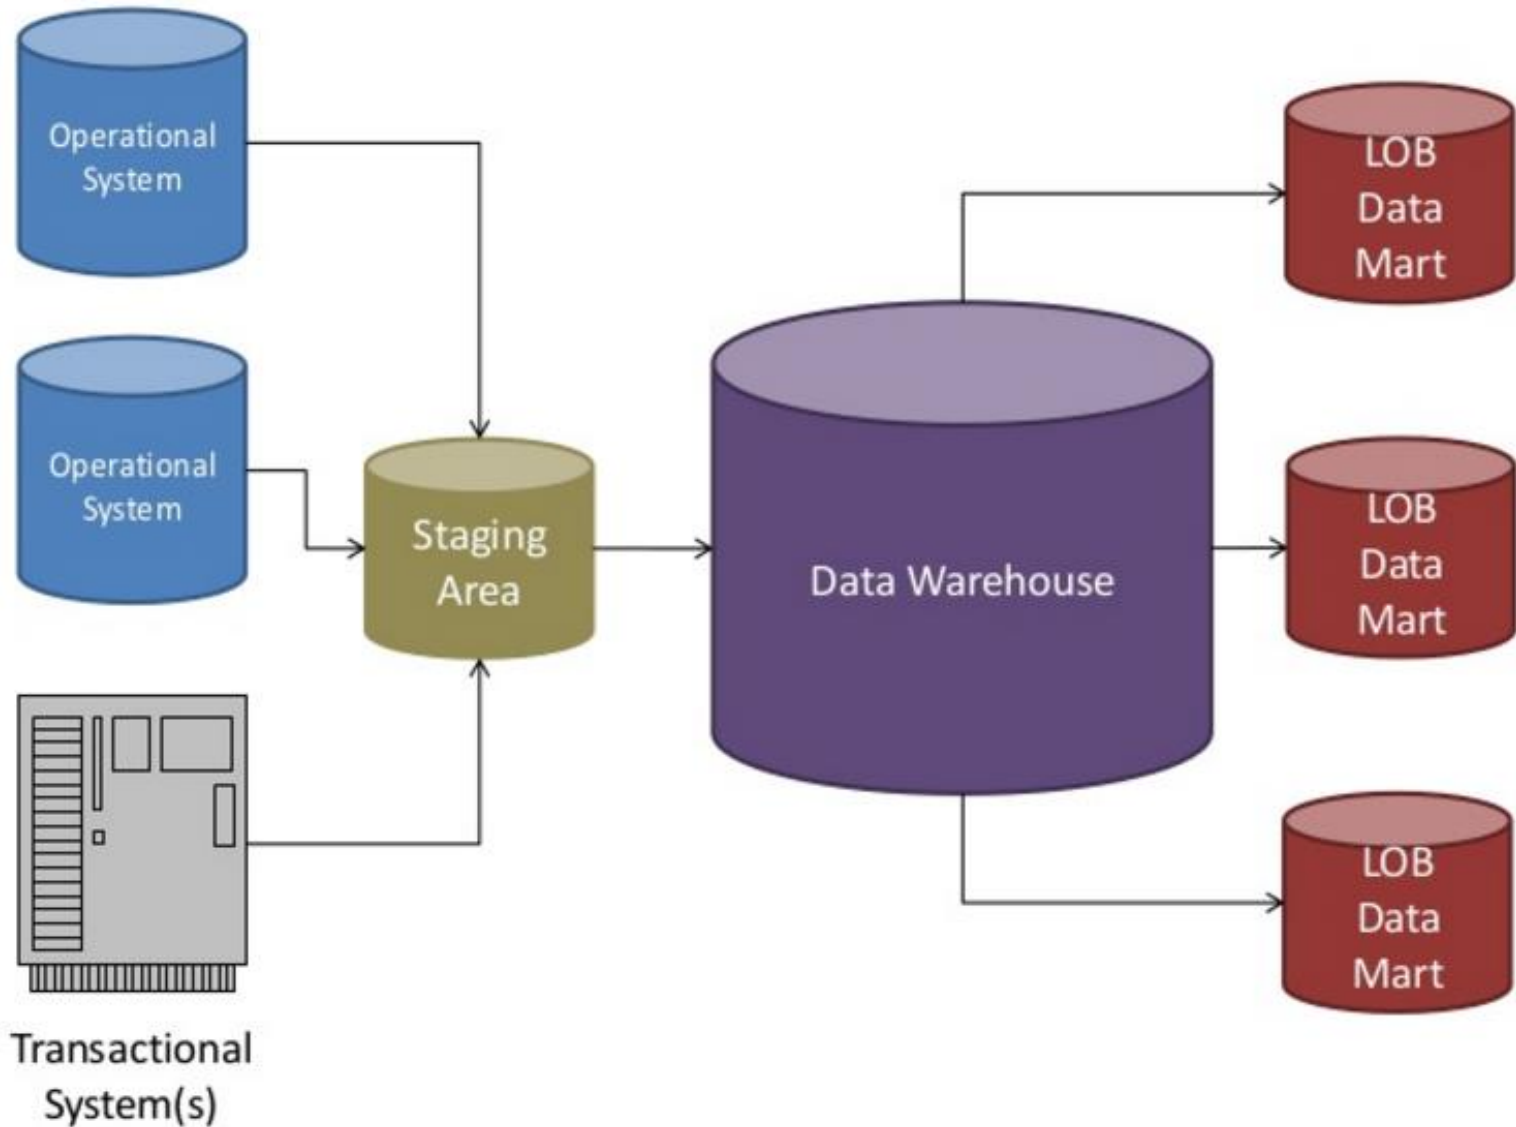 Operational
System
Operational
System
Transactional
System(s)
Staging
Area
Data Warehouse
LOB
Data
Mart
LOB
Data
Mart
LOB
Data
Mart